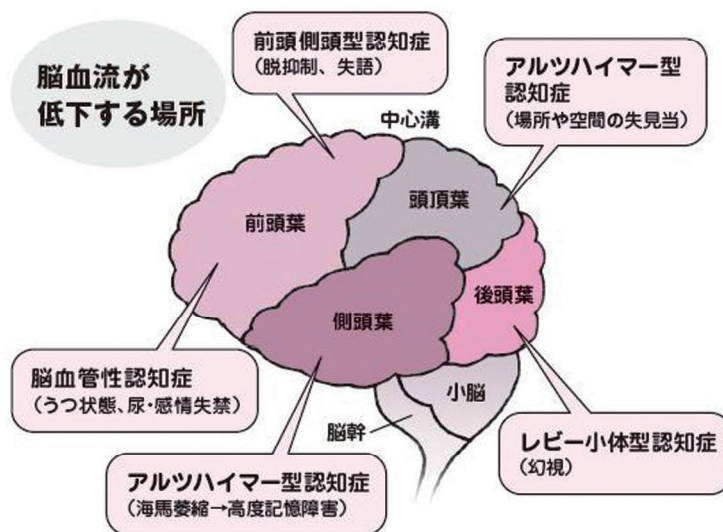 脳血流が
低下する場所
前頭側頭型認知症
（脱抑制、失語）
アルツハイマー型
認知症
（場所や空間の失見当）
中心溝
頭頂葉
前頭葉
後頭葉
側頭葉
脳血管性認知症
（うつ状態、尿・感情失禁）
小脳
脳幹
レビー小体型認知症
（幻視）
アルツハイマー型認知症
（海馬萎縮→高度記憶障害）